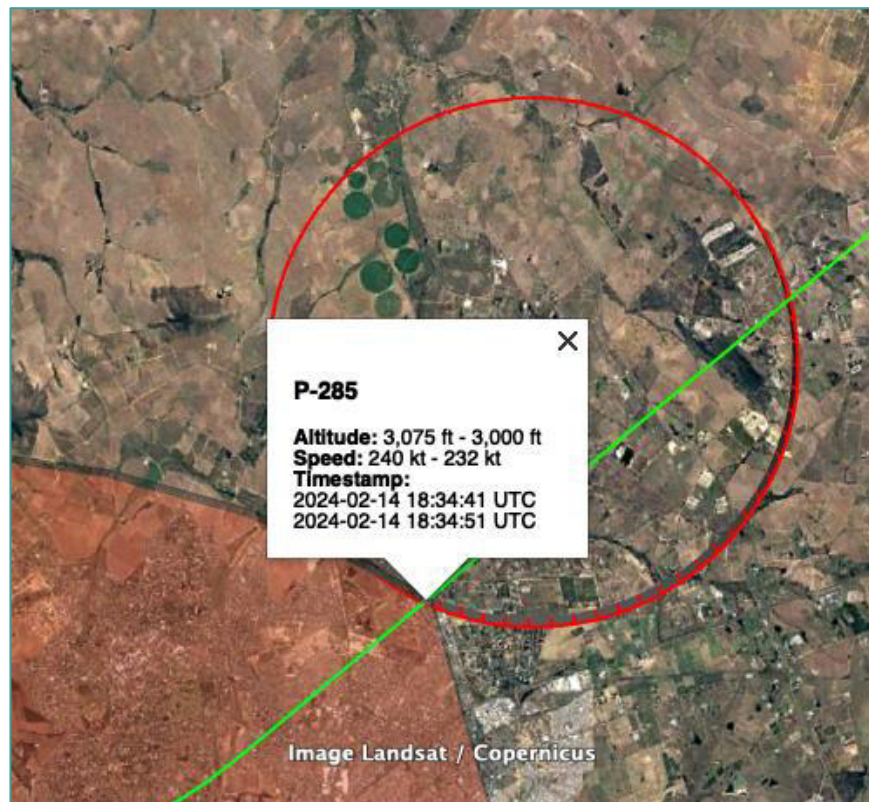 P-285
Altitude: 3,075 ft - 3,000 ft
Speed: 240 kt - 232 kt
Timestamp:
2024-02-14 18:34:41 UTC
2024-02-14 18:34:51 UTC
Image Landsat / Copernicus